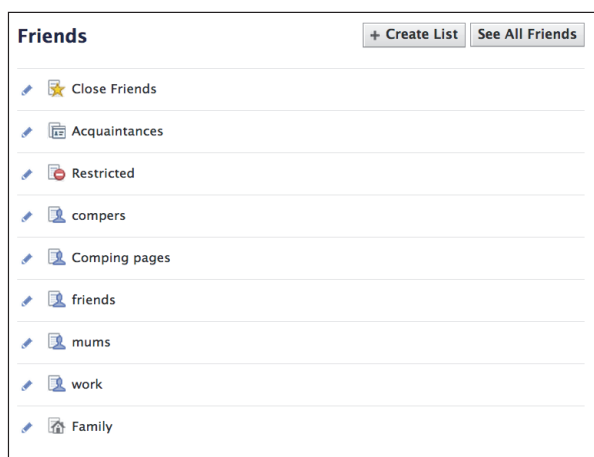 Friends
+ Create List
See All Friends
Close Friends
Acquaintances
Restricted
compers
Comping pages
friends
mums
work
Family